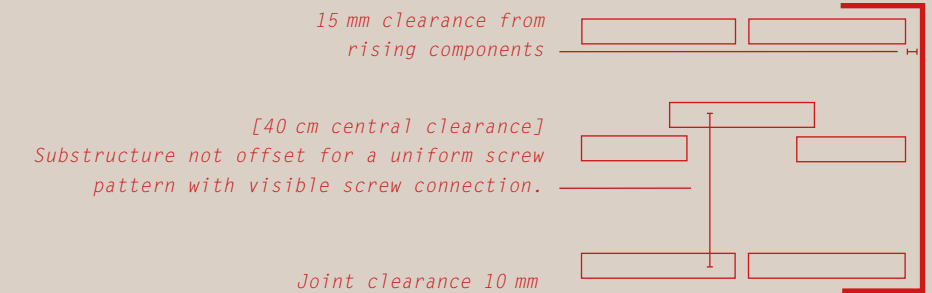 15 mm clearance from
rising components
[40 cm central clearance]
Substructure not offset for a uniform screw
pattern with visible screw connection.
Joint clearance 10 mm